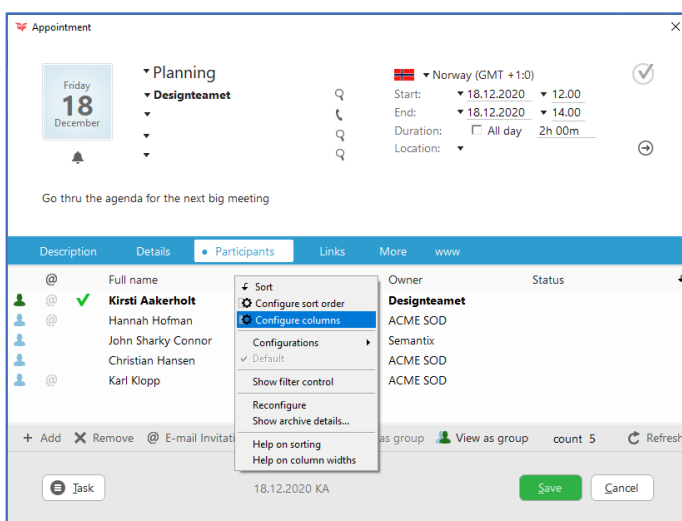 Appointment
Friday
18
December
Planning
Designteamet
Norway (GMT +1:0)
Start: 18.12.2020 12.00
End: 18.12.2020 14.00
Duration: All day 2h 00m
Location:
Go thru the agenda for the next big meeting
Description Details • Participants Links More www
@ Full name Owner Status
@ Kirsti Aakerholt Designteamet
@ Hannah Hofman ACME SOD
John Sharky Connor Semantix
Christian Hansen ACME SOD
@ Karl Klopp ACME SOD
Sort
Configure sort order
Configure columns
Configurations
Default
Show filter control
Reconfigure
Show archive details...
Help on sorting
Help on column widths
+ Add Remove @ E-mail Invitati as group View as group count 5 Refresh
Task 18.12.2020 KA Save Cancel